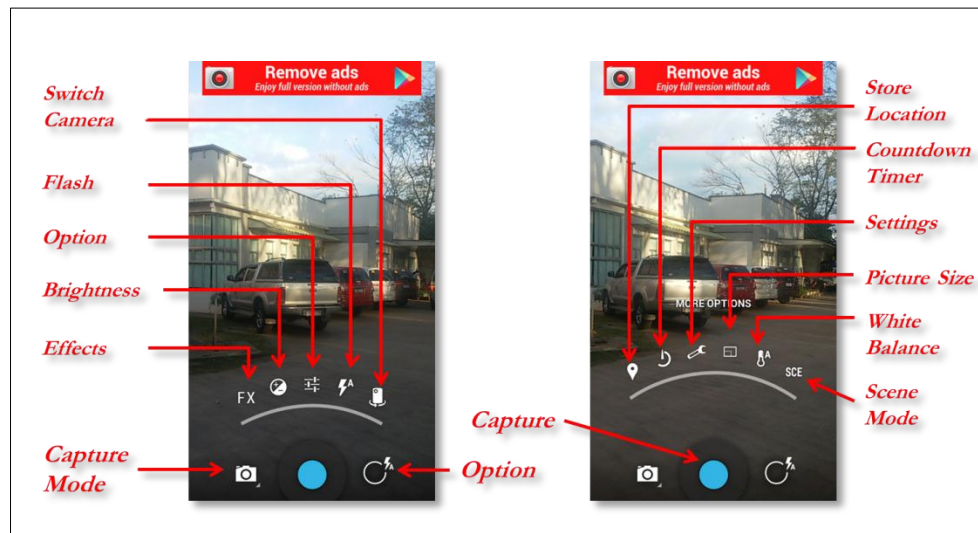 Switch
Camera
Flash
Option
Brightness
Effects
Capture
Mode
Remove ads
Enjoy full version without ads
FX
A
A
Option
Capture
Remove ads
Enjoy full version without ads
MORE OPTIONS
A
SCE
A
Store
Location
Countdown
Timer
Settings
Picture Size
White
Balance
Scene
Mode